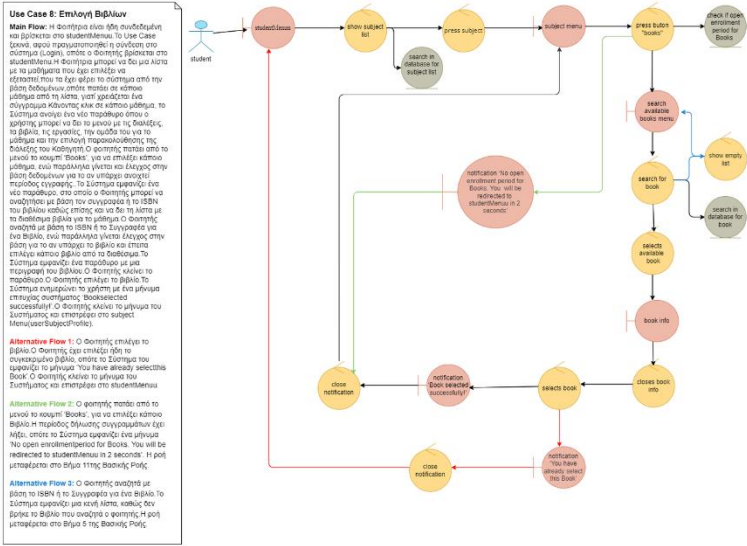 Use Case 8: Επιλογή Βιβλίων
Main Flow: Η Φοιτήτρια είναι ήδη συνδεδεμένη
και βρίσκεται στο studentMenuu.Το Use Case
ξεκινά, αφού πραγματοποιηθεί η σύνδεση στο
σύστημα (Login), οπότε ο Φοιτητής βρίσκεται στο
studentMenu.Η Φοιτήτρια μπορεί να δει μια λίστα
με τα μαθήματα που έχει επιλέξει να
εξεταστεί,που τα έχει φέρει το σύστημα από την
βάση δεδομένων,οπότε πατάει σε κάποιο
μάθημα από τη λίστα, γιατί χρειάζεται ένα
σύγγραμμα.Κάνοντας κλικ σε κάποιο μάθημα, το
Σύστημα ανοίγει ένα νέο παράθυρο όπου ο
χρήστης μπορεί να δει το μενού με τις διαλέξεις,
τα βιβλία, τις εργασίες, την ομάδα του για το
μάθημα και την επιλογή παρακολούθησης της
διάλεξης του Καθηγητή.Ο φοιτητής πατάει από το
μενού το κουμπί 'Books', για να επιλέξει κάποιο
μάθημα, ενώ παράλληλα γίνεται και έλεγχος στην
βάση δεδομένων για το αν υπάρχει ανοιχτεί
περίοδος εγγραφής. Το Σύστημα εμφανίζει ένα
νέο παράθυρο, στο οποίο ο Φοιτητής μπορεί να
αναζητήσει με βάση τον συγγραφέα ή το ISBN
του βιβλίου καθώς επίσης και να δει τη λίστα με
τα διαθέσιμα βιβλία για το μάθημα.Ο Φοιτητής
αναζητά με βάση το ISBN ή το Συγγραφέα για
ένα Βιβλίο, ενώ παράλληλα γίνεται έλεγχος στην
βάση για το αν υπάρχει το βιβλίο και έπειτα
επιλέγει κάποιο βιβλίο από τα διαθέσιμα.Το
Σύστημα εμφανίζει ένα παράθυρο με μια
περιγραφή του βιβλίου.Ο Φοιτητής κλείνει το
παράθυρο.Ο Φοιτητής επιλέγει το βιβλίο.Το
Σύστημα ενημερώνει το χρήστη με ένα μήνυμα
επιτυχίας συστήματος 'Bookselected
successfully!'.Ο Φοιτητής κλείνει το μήνυμα του
Συστήματος και επιστρέφει στο subject
Menu(userSubjectProfile).
Alternative Flow 1: Ο Φοιτητής επιλέγει το
βιβλίο.Ο Φοιτητής έχει επιλέξει ήδη το
συγκεκριμένο βιβλίο, οπότε το Σύστημα του
εμφανίζει το μήνυμα 'You have already selectthis
Book'.Ο Φοιτητής κλείνει το μήνυμα του
Συστήματος και επιστρέφει στο studentMenuu.
Alternative Flow 2: Ο φοιτητής πατάει από το
μενού το κουμπί 'Books', για να επιλέξει κάποιο
Βιβλίο.Η περίοδος δήλωσης συγγραμμάτων έχει
λήξει, οπότε το Σύστημα εμφανίζει ένα μήνυμα
'No open enrollmentperiod for Books. You will be
redirected to studentMenuu in 2 seconds'. Η ροή
μεταφέρεται στο Βήμα 11της Βασικής Ροής.
Alternative Flow 3: Ο Φοιτητής αναζητά με
βάση το ISBN ή το Συγγραφέα για ένα Βιβλίο.Το
Σύστημα εμφανίζει μια κενή λίστα, καθώς δεν
βρήκε το Βιβλίο που αναζητά ο φοιτητής.Η ροή
μεταφέρεται στο Βήμα 5 της Βασικής Ροής.
student
show subject
list
press subject
subject menu
press buton
"books"
check if open
enrolment
period for
Books
search in
database for
subject list
search
available
books menu
show empty
list
notification 'No open
enrollment period for
Books. You. will be
redirected to
studentMenuu in 2
seconds'
search for
book
search in
database for
book
selects
available
book
book info
closes book
info
selects book
notification
'Book selected
successfully!'
close
notification
notification
'You have
already select
this Book'
close
notification